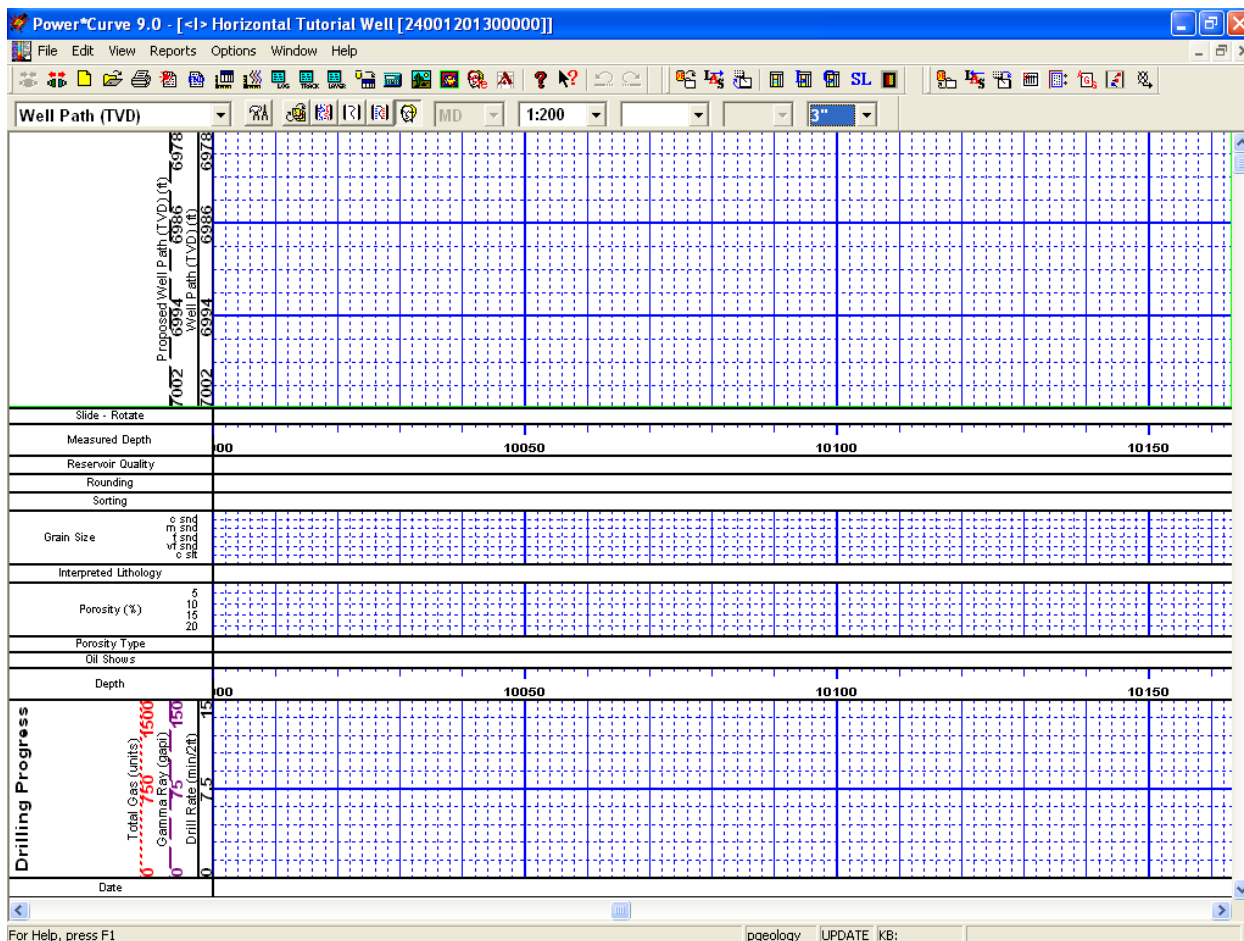 Power*Curve 9.0 - [<I> Horizontal Tutorial Well [24001201300000]]
File Edit View Reports Options Window Help
LOG TRACK LAYER SL
Well Path (TVD) MD 1:200 3"
Proposed Well Path (TVD) (ft)
6978 6986 6994 7002
Well Path (TVD) (ft)
6978 6986 6994 7002
Slide - Rotate
Measured Depth 00 10050 10100 10150
Reservoir Quality
Rounding
Sorting
Grain Size
c snd
m snd
f snd
vf snd
c slt
Interpreted Lithology
Porosity (%)
5
10
15
20
Porosity Type
Oil Shows
Depth 00 10050 10100 10150
Drilling Progress
Total Gas (units)
0 750 1500
Gamma Ray (gapi)
0 75 150
Drill Rate (min/2ft)
0 7.5 15
Date
For Help, press F1 pgeology UPDATE KB: